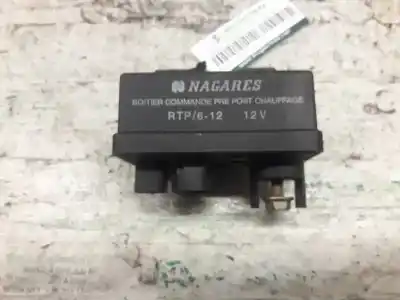 NAGARES
BOITIER COMMANDE PRE POST CHAUFFAGE
RTP/6-12 12V